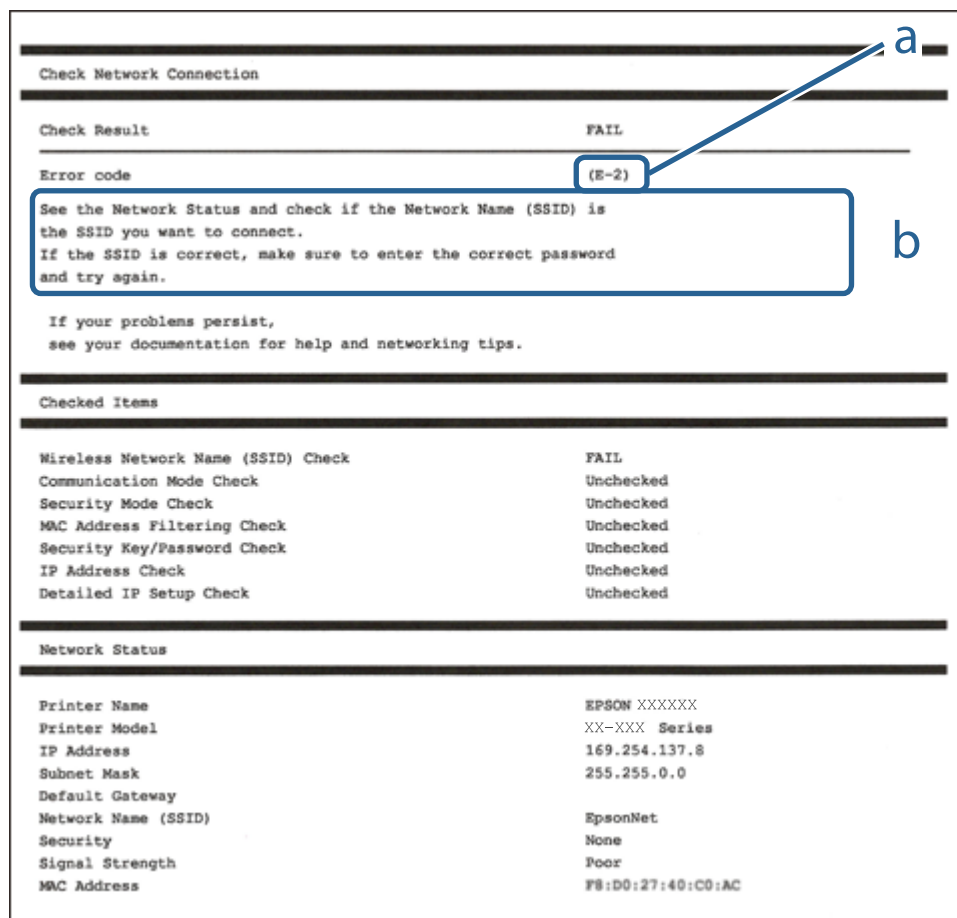 a
Check Network Connection
Check Result FAIL
Error code (E-2)
See the Network Status and check if the Network Name (SSID) is
the SSID you want to connect.
If the SSID is correct, make sure to enter the correct password
and try again.
b
If your problems persist,
see your documentation for help and networking tips.
Checked Items
Wireless Network Name (SSID) Check FAIL
Communication Mode Check Unchecked
Security Mode Check Unchecked
MAC Address Filtering Check Unchecked
Security Key/Password Check Unchecked
IP Address Check Unchecked
Detailed IP Setup Check Unchecked
Network Status
Printer Name EPSON XXXXXX
Printer Model XX-XXX Series
IP Address 169.254.137.8
Subnet Mask 255.255.0.0
Default Gateway
Network Name (SSID) EpsonNet
Security None
Signal Strength Poor
MAC Address F8:D0:27:40:C0:AC